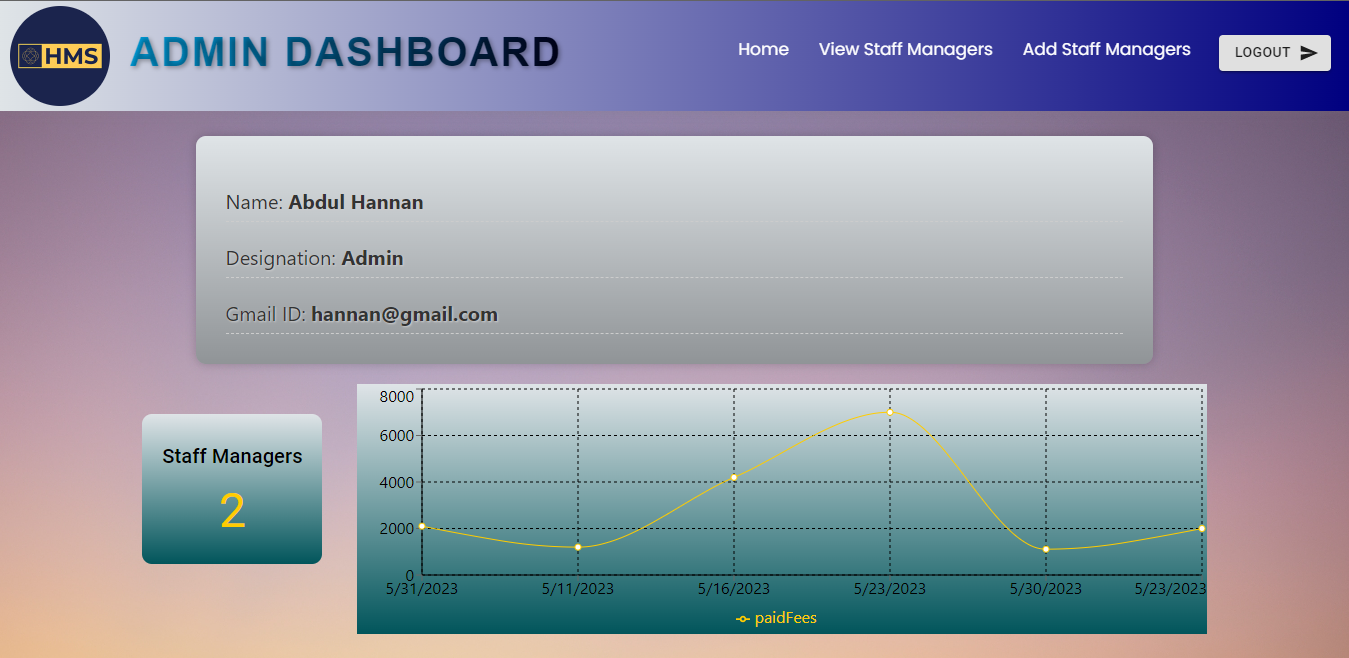 HMS
ADMIN DASHBOARD
Home
View Staff Managers
Add Staff Managers
LOGOUT
Name: Abdul Hannan
Designation: Admin
Gmail ID: hannan@gmail.com
Staff Managers
2
8000
6000
4000
2000
0
5/31/2023 5/11/2023 5/16/2023 5/23/2023 5/30/2023 5/23/2023
paidFees